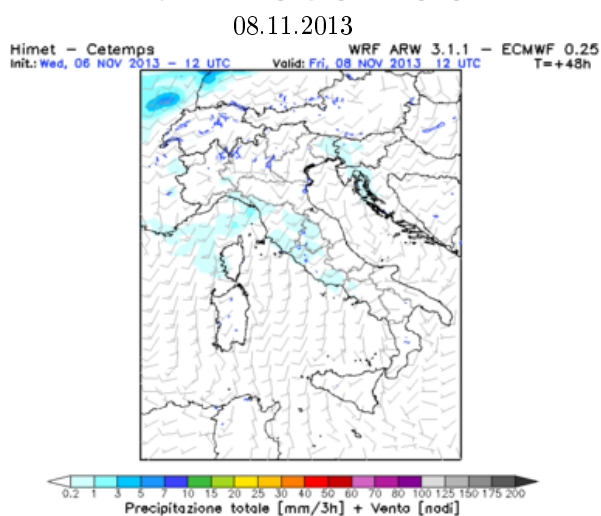 08.11.2013
Himet - Cetemps WRF ARW 3.1.1 - ECMWF 0.25
Init.: Wed, 06 NOV 2013 - 12 UTC Valid: Fri, 08 NOV 2013 12 UTC T=+48h
0.2 1 3 5 7 10 15 20 25 30 40 50 60 70 80 100 125 150 175 200
Precipitazione totale [mm/3h] + Vento [nodi]